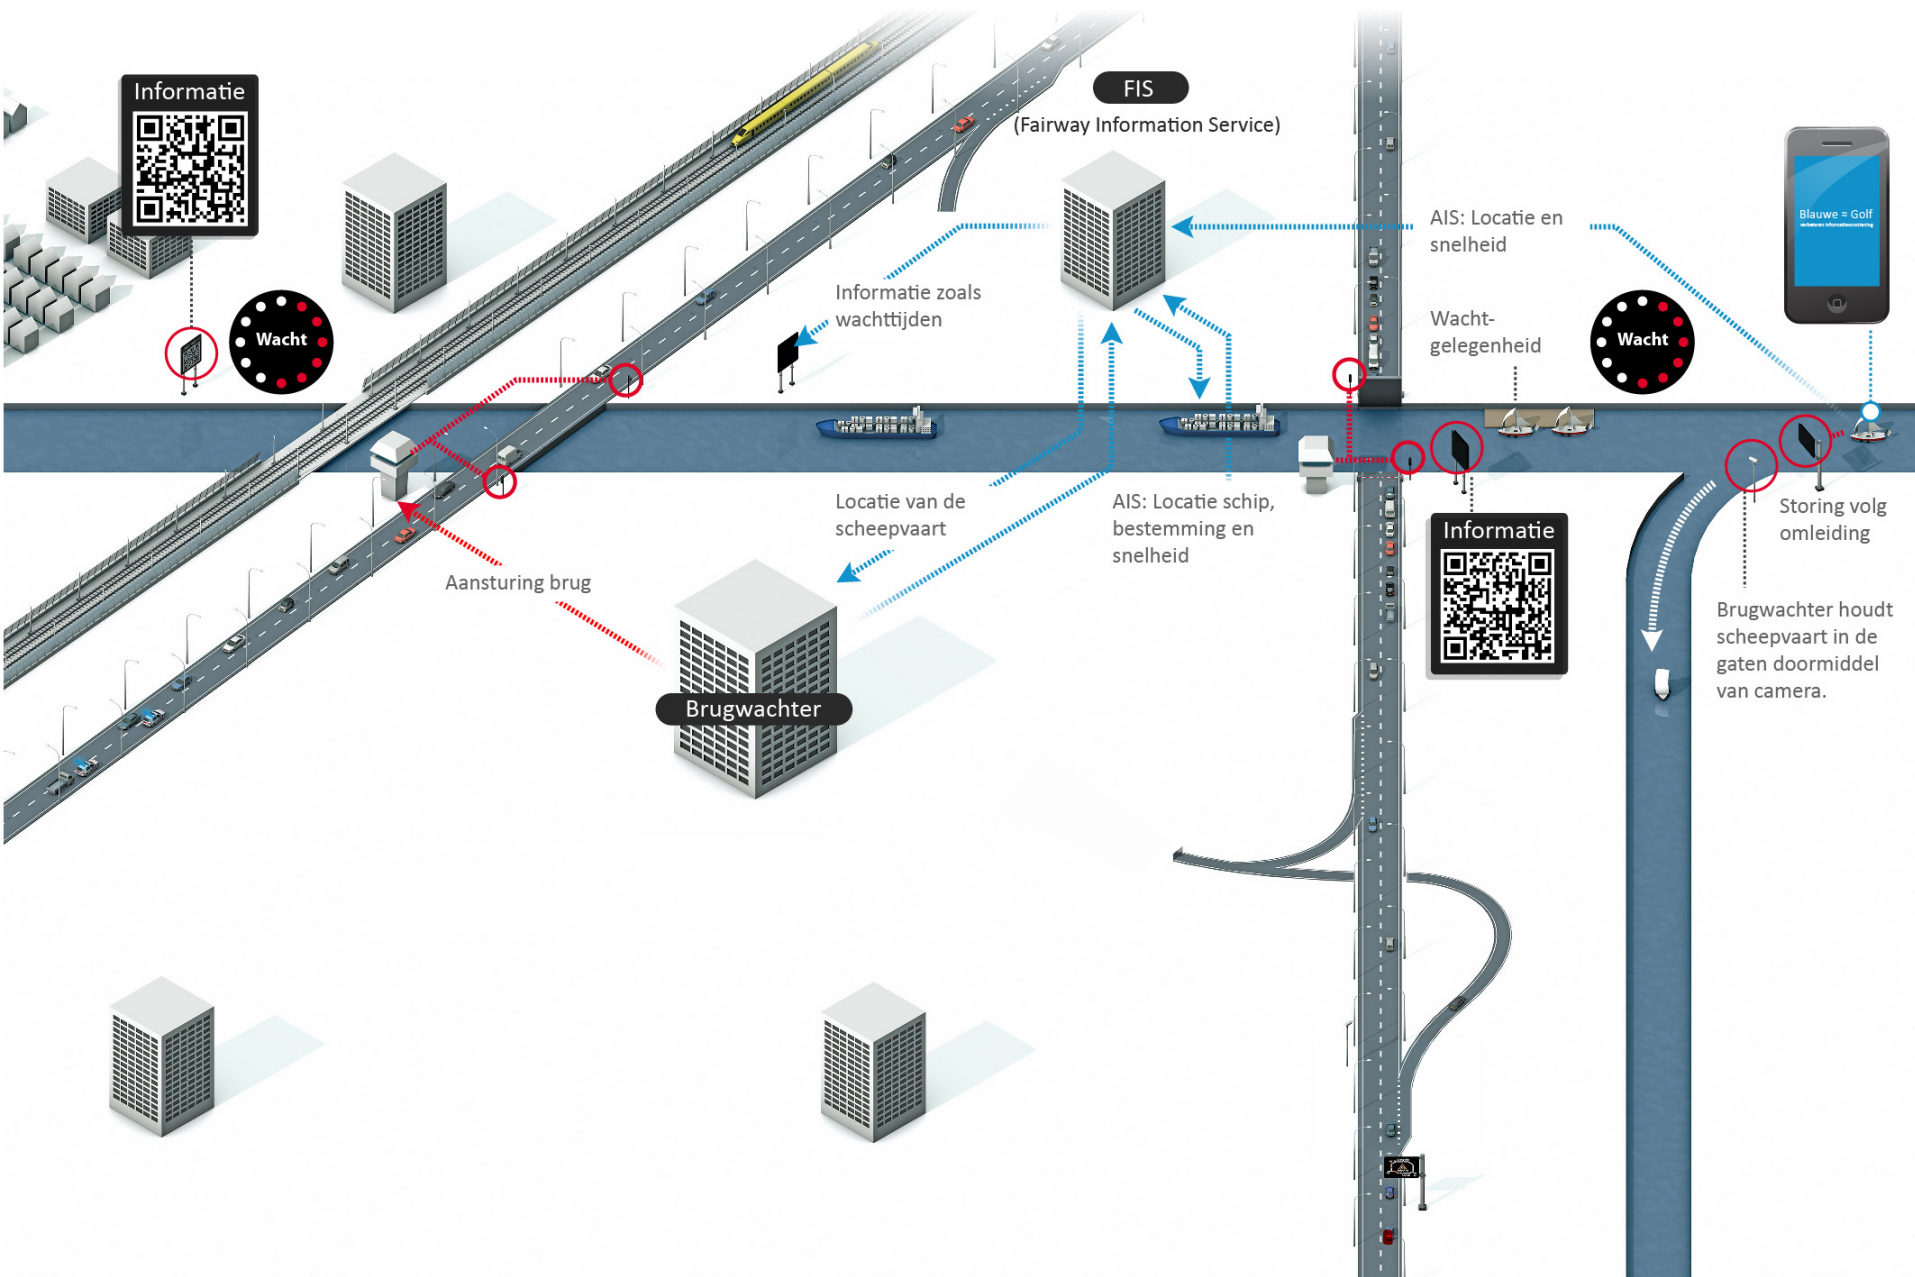 Informatie
FIS
(Fairway Information Service)
AIS: Locatie en
snelheid
Blauwe = Golf
verbeteren informatievoorziening
Informatie zoals
wachttijden
Wacht-
gelegenheid
Wacht
Wacht
Locatie van de
scheepvaart
AIS: Locatie schip,
bestemming en
snelheid
Storing volg
omleiding
Informatie
Aansturing brug
Brugwachter houdt
scheepvaart in de
gaten doormiddel
van camera.
Brugwachter